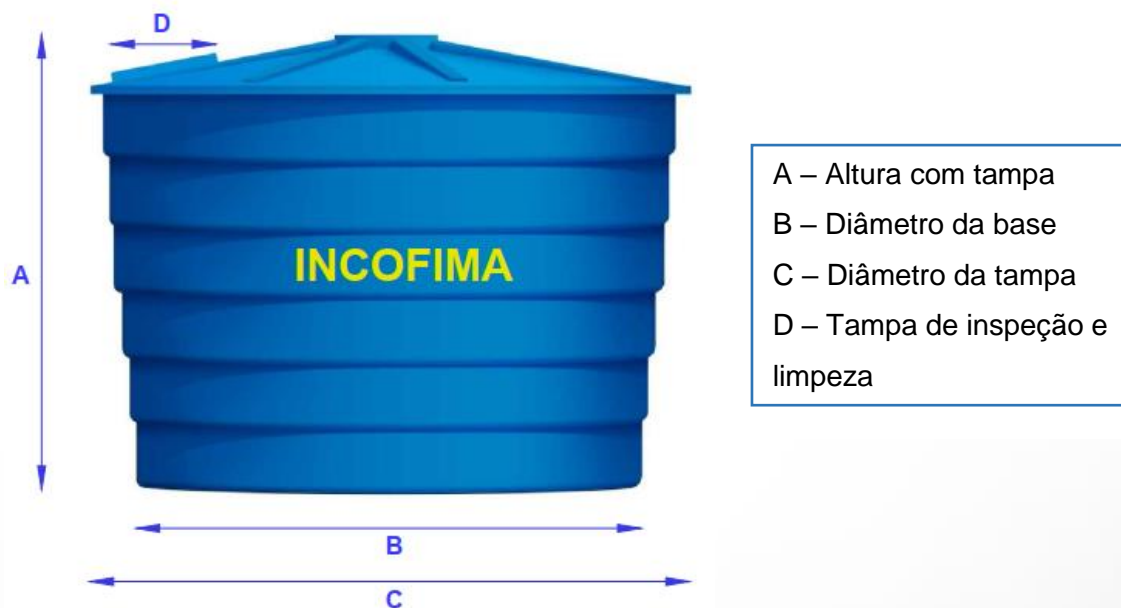 D
A
INCOFIMA
B
C
A – Altura com tampa
B – Diâmetro da base
C – Diâmetro da tampa
D – Tampa de inspeção e
limpeza